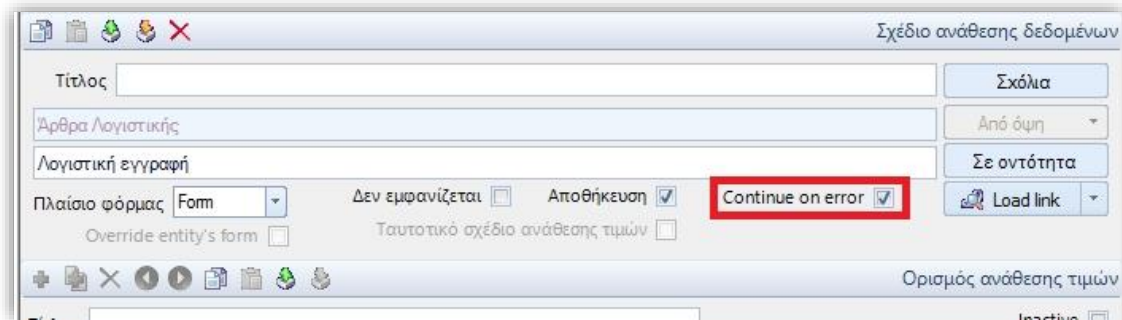 Σχέδιο ανάθεσης δεδομένων
Τίτλος
Σχόλια
Άρθρα Λογιστικής
Από όψη
Λογιστική εγγραφή
Σε οντότητα
Πλαίσιο φόρμας Form Δεν εμφανίζεται Αποθήκευση Continue on error Load link
Override entity's form Ταυτοτικό σχέδιο ανάθεσης τιμών
Ορισμός ανάθεσης τιμών
Inactive